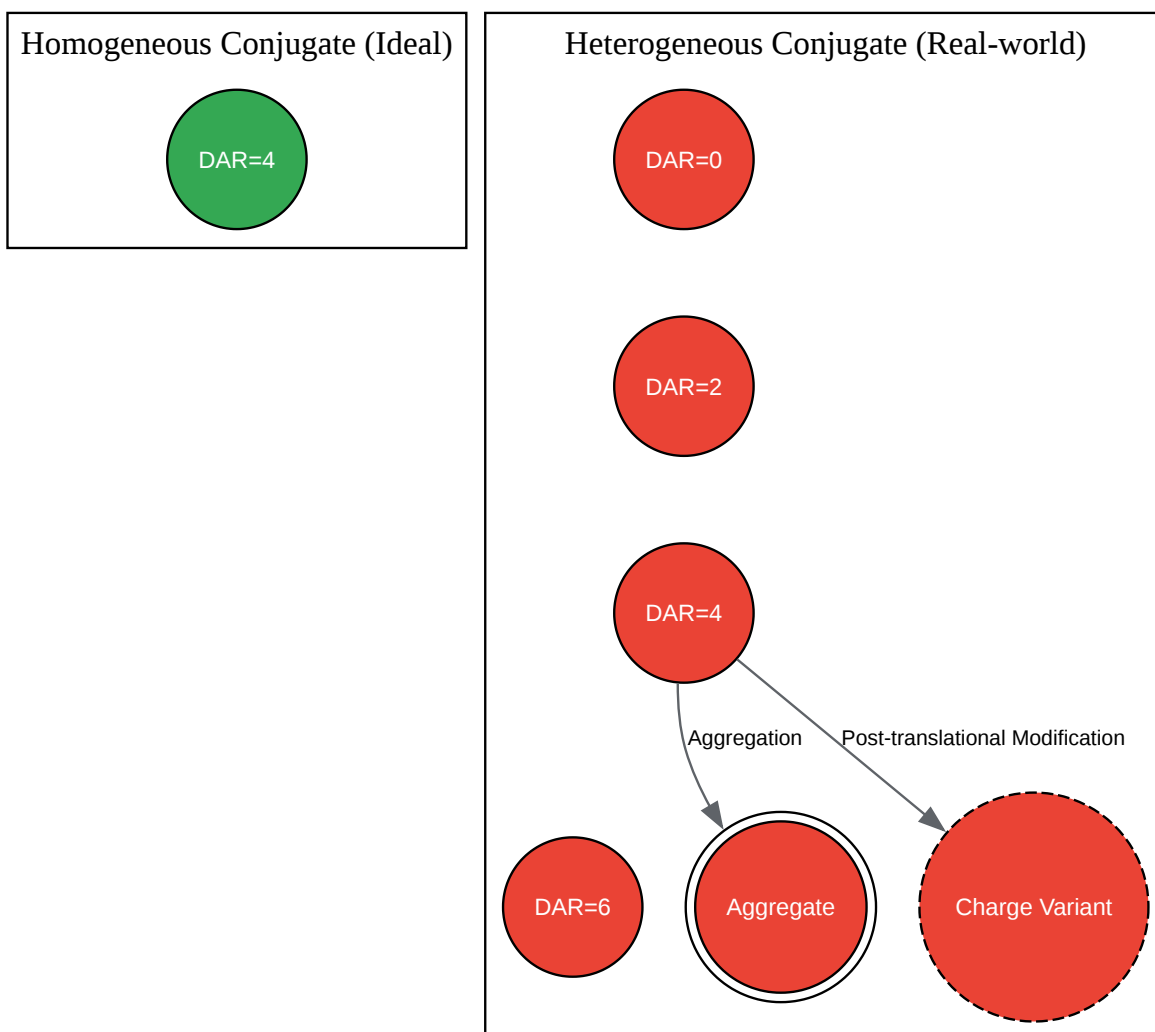 Homogeneous Conjugate (Ideal)
DAR=4
Heterogeneous Conjugate (Real-world)
DAR=0
DAR=2
DAR=4
Aggregation
Post-translational Modification
DAR=6
Aggregate
Charge Variant